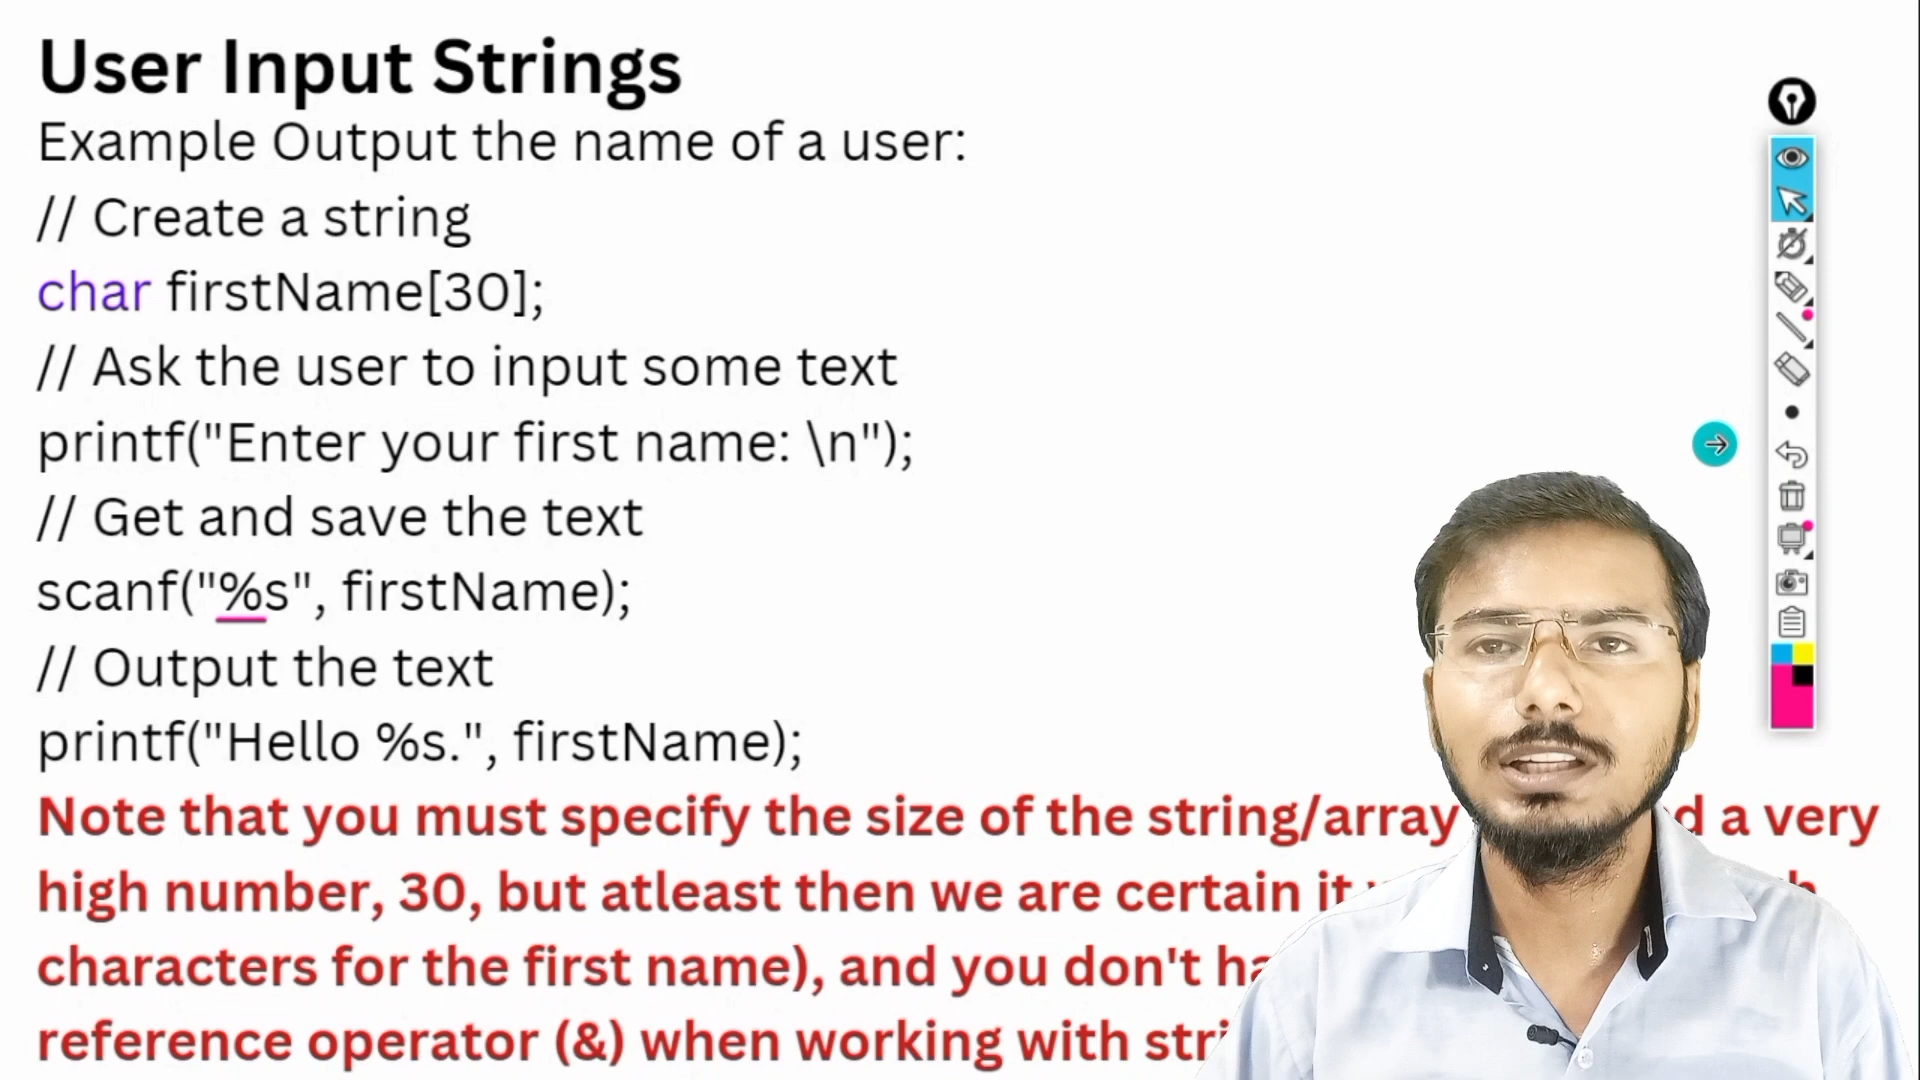 User Input Strings
Example Output the name of a user:
// Create a string
char firstName[30];
// Ask the user to input some text
printf("Enter your first name: \n");
// Get and save the text
scanf("%s", firstName);
// Output the text
printf("Hello %s.", firstName);
Note that you must specify the size of the string/array a very
high number, 30, but atleast then we are certain it
characters for the first name), and you don't
reference operator (&) when working with